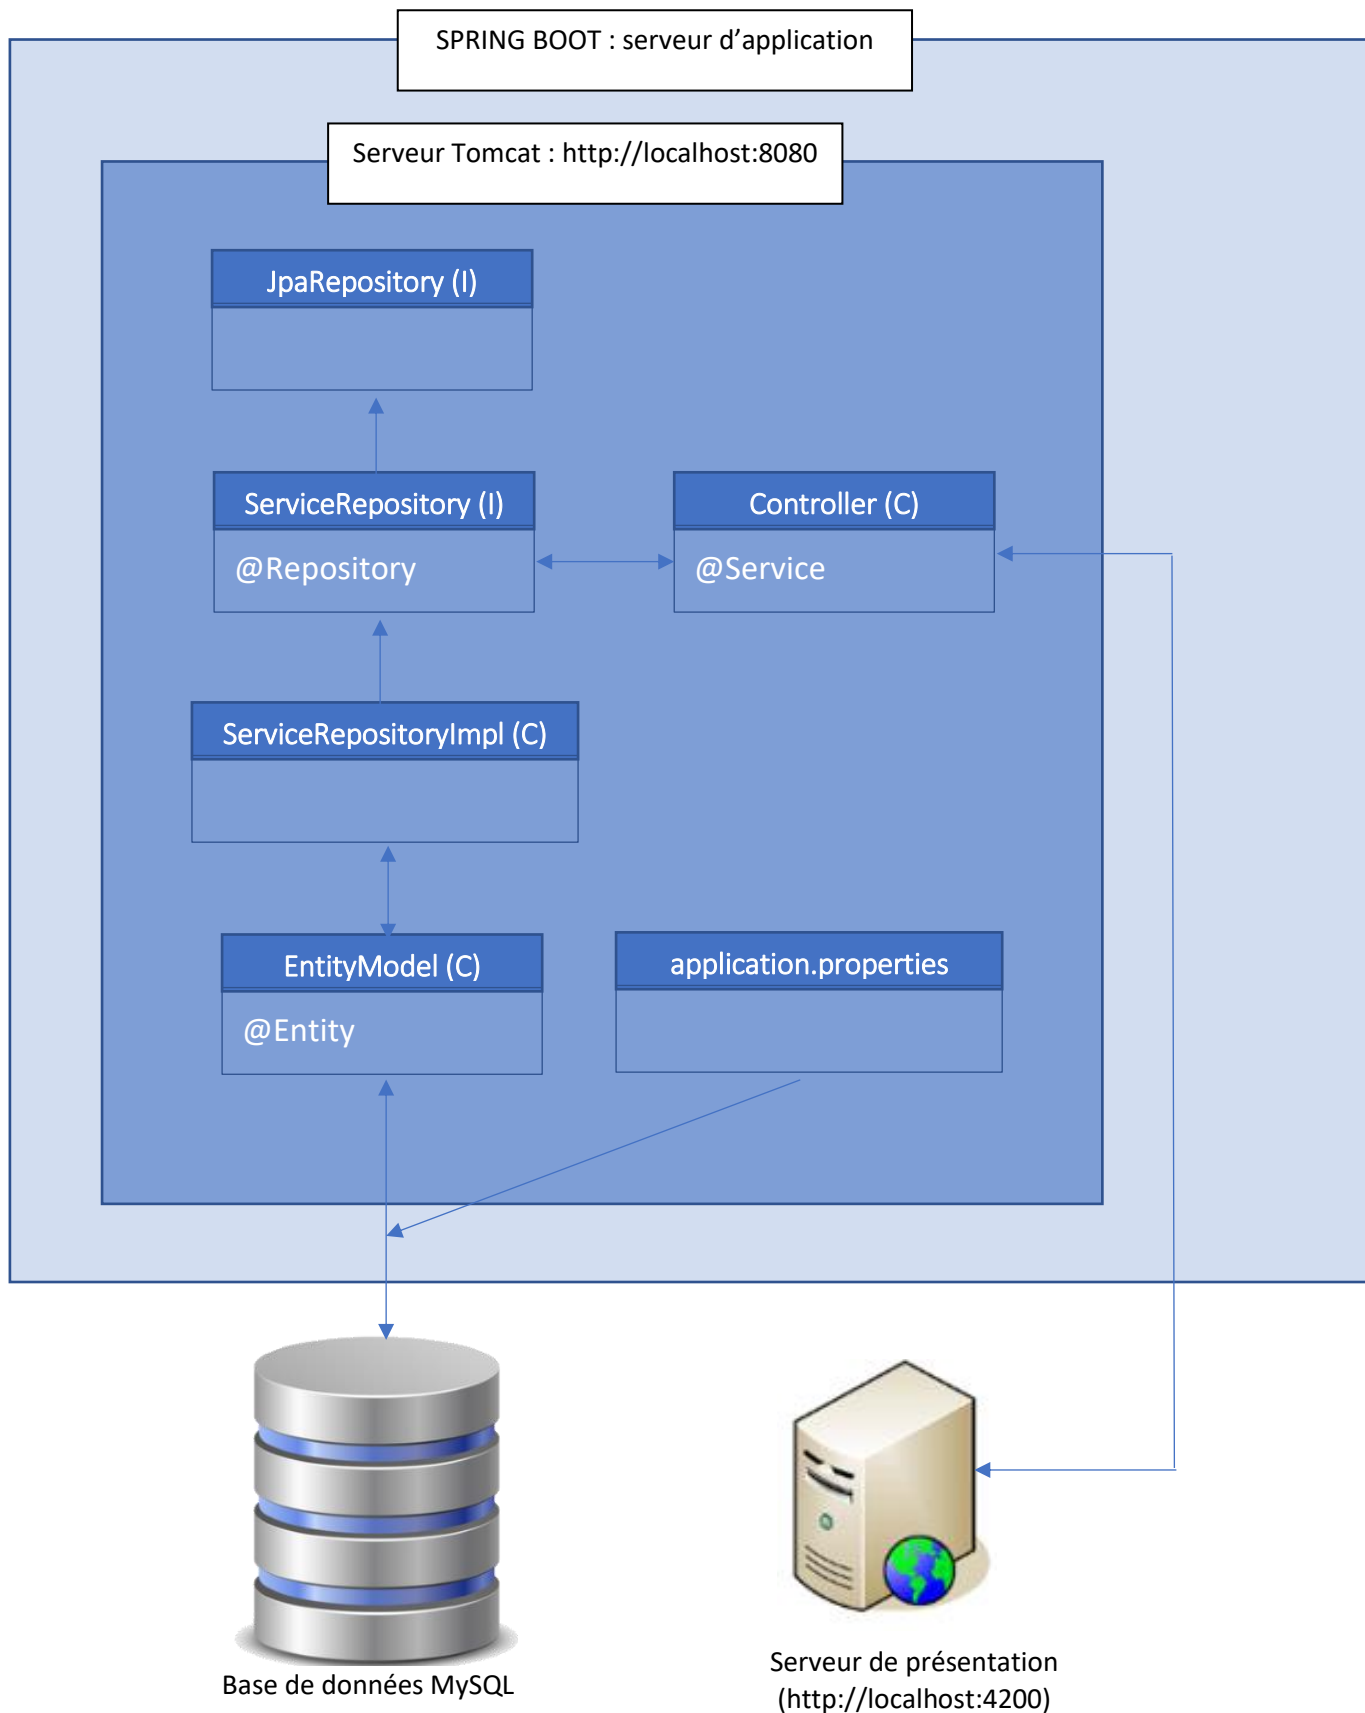 SPRING BOOT : serveur d’application
Serveur Tomcat : http://localhost:8080
JpaRepository (I)
ServiceRepository (I)
Controller (C)
@Repository
@Service
ServiceRepositoryImpl (C)
EntityModel (C)
application.properties
@Entity
Base de données MySQL
Serveur de présentation
(http://localhost:4200)